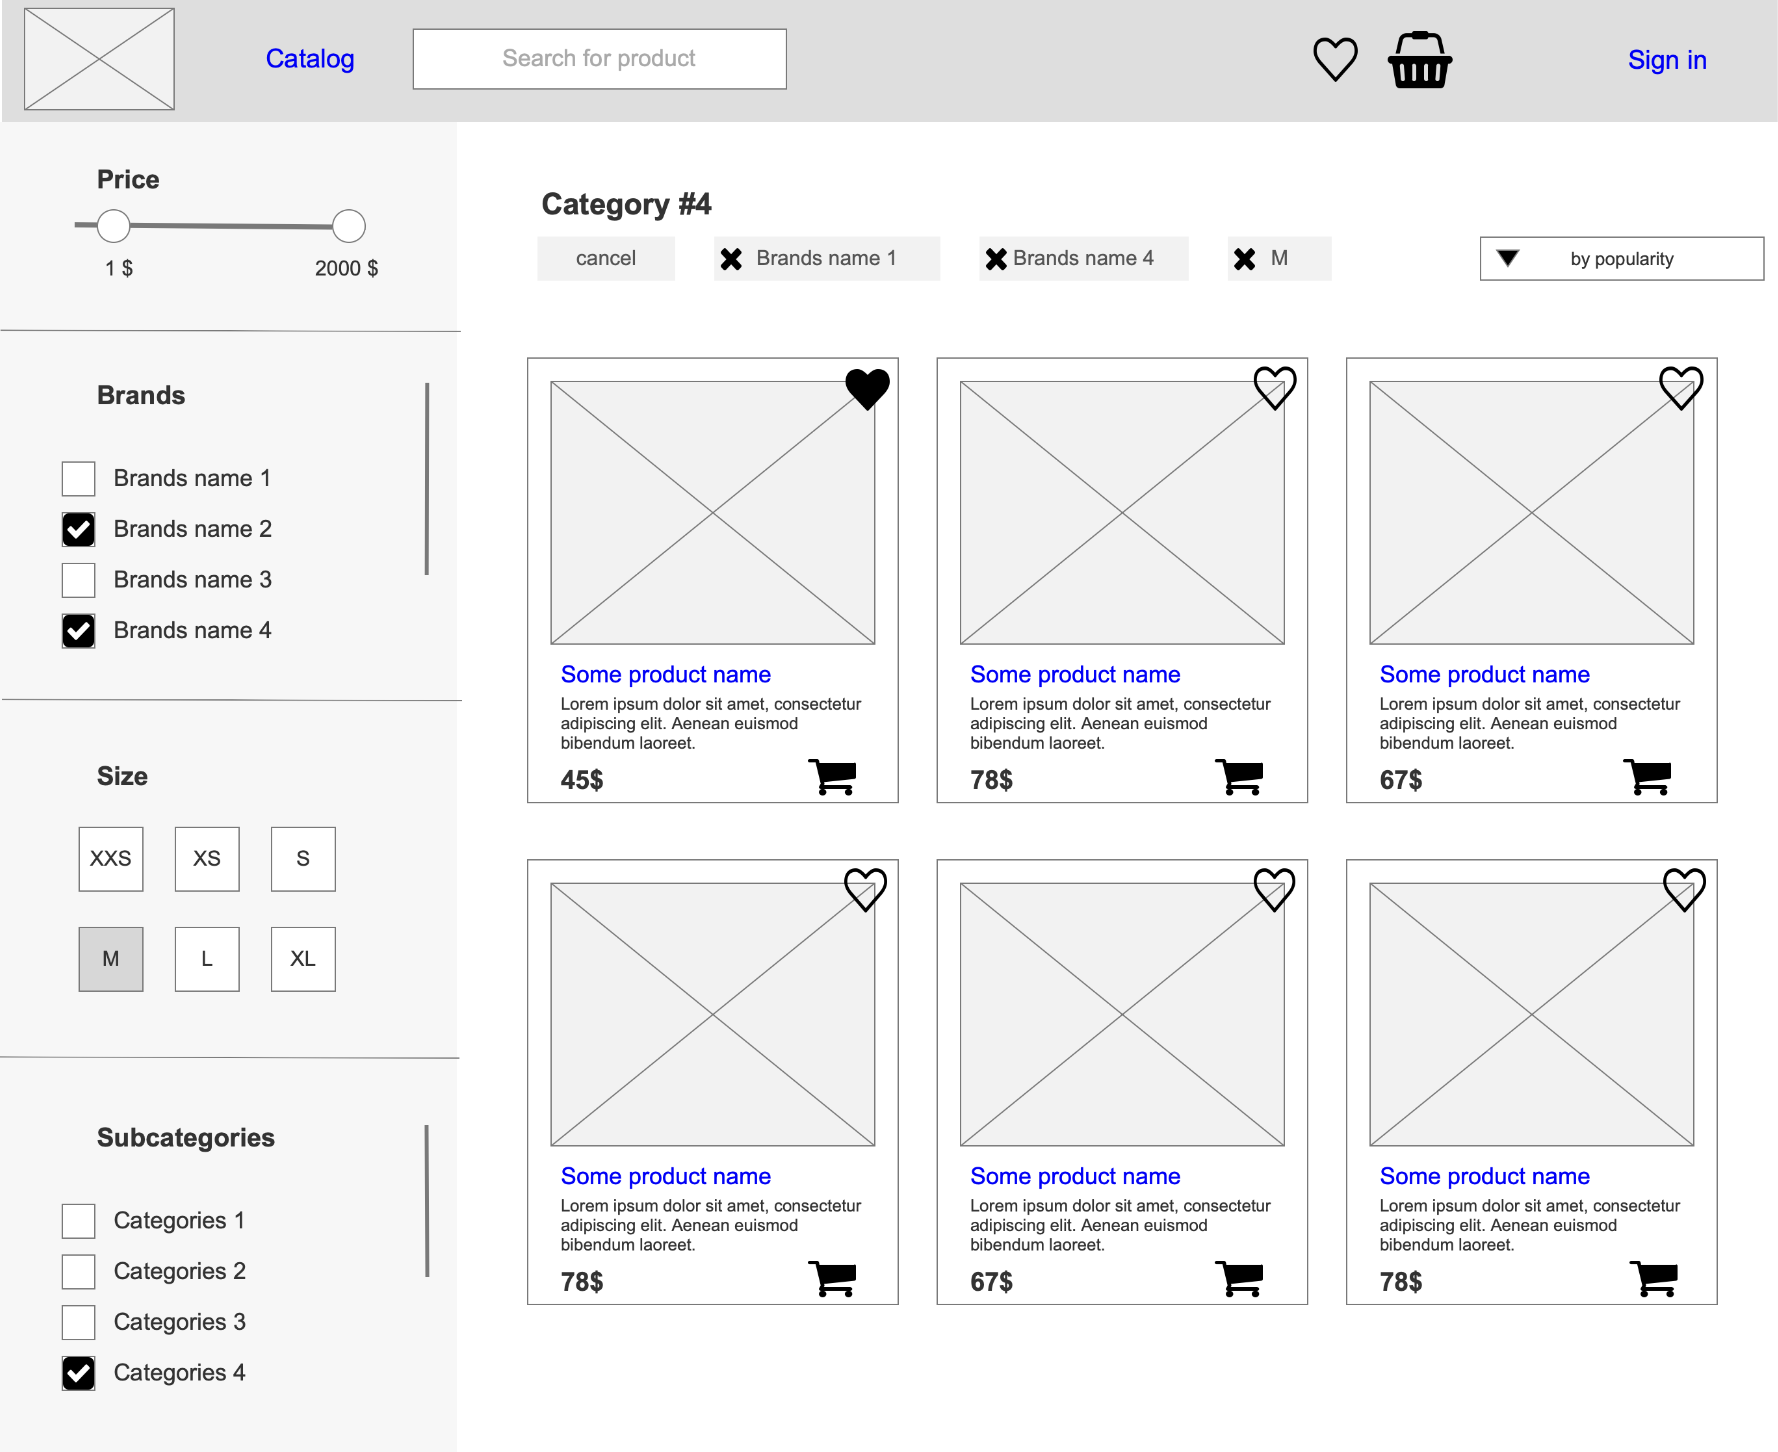 Catalog
Search for product
Sign in
Price
1 $
2000 $
Brands
Brands name 1
Brands name 2
Brands name 3
Brands name 4
Size
XXS
XS
S
M
L
XL
Subcategories
Categories 1
Categories 2
Categories 3
Categories 4
Category #4
cancel
Brands name 1
Brands name 4
M
by popularity
Some product name
Lorem ipsum dolor sit amet, consectetur
adipiscing elit. Aenean euismod
bibendum laoreet.
45$
Some product name
Lorem ipsum dolor sit amet, consectetur
adipiscing elit. Aenean euismod
bibendum laoreet.
78$
Some product name
Lorem ipsum dolor sit amet, consectetur
adipiscing elit. Aenean euismod
bibendum laoreet.
67$
Some product name
Lorem ipsum dolor sit amet, consectetur
adipiscing elit. Aenean euismod
bibendum laoreet.
78$
Some product name
Lorem ipsum dolor sit amet, consectetur
adipiscing elit. Aenean euismod
bibendum laoreet.
67$
Some product name
Lorem ipsum dolor sit amet, consectetur
adipiscing elit. Aenean euismod
bibendum laoreet.
78$